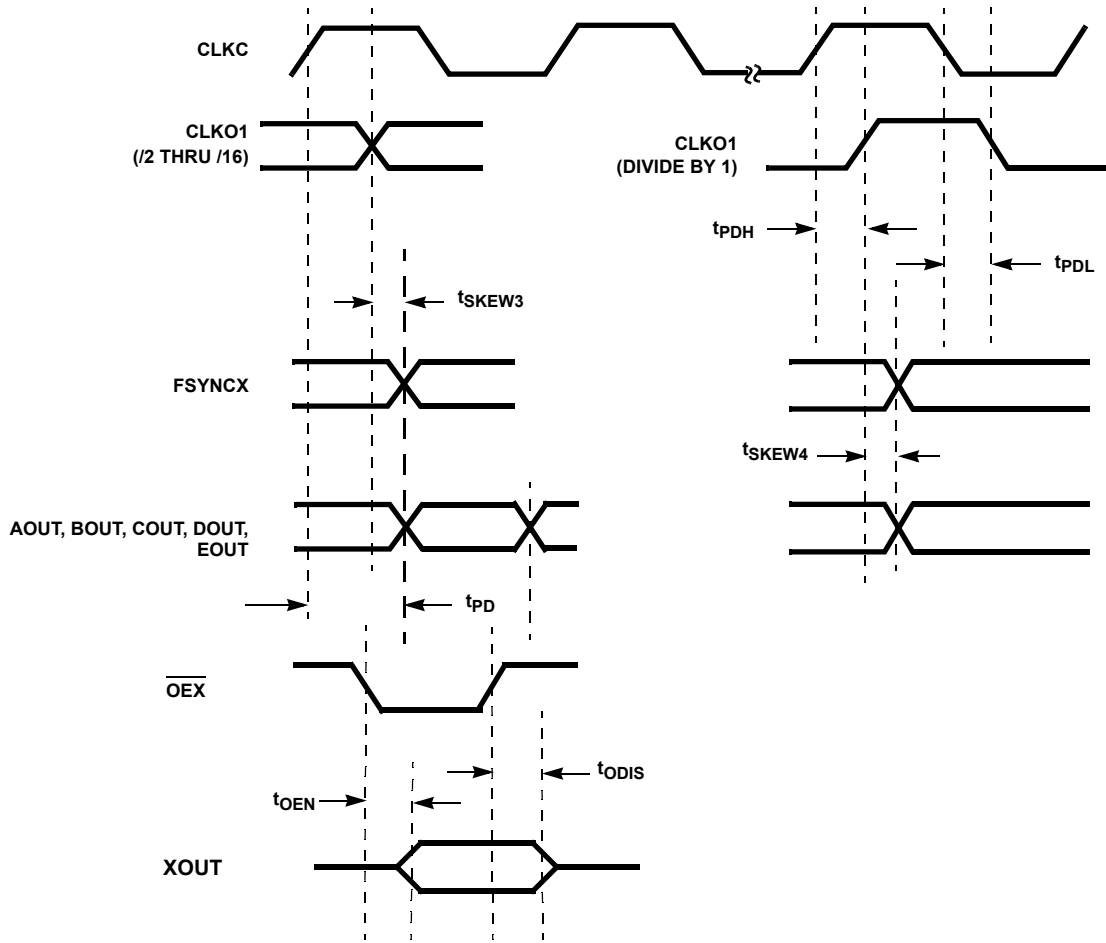 CLKC
CLKO1
(/2 THRU /16)
CLKO1
(DIVIDE BY 1)
tPDH
tPDL
tSKEW3
FSYNCX
tSKEW4
AOUT, BOUT, COUT, DOUT,
EOUT
tPD
OEX
tODIS
tOEN
XOUT